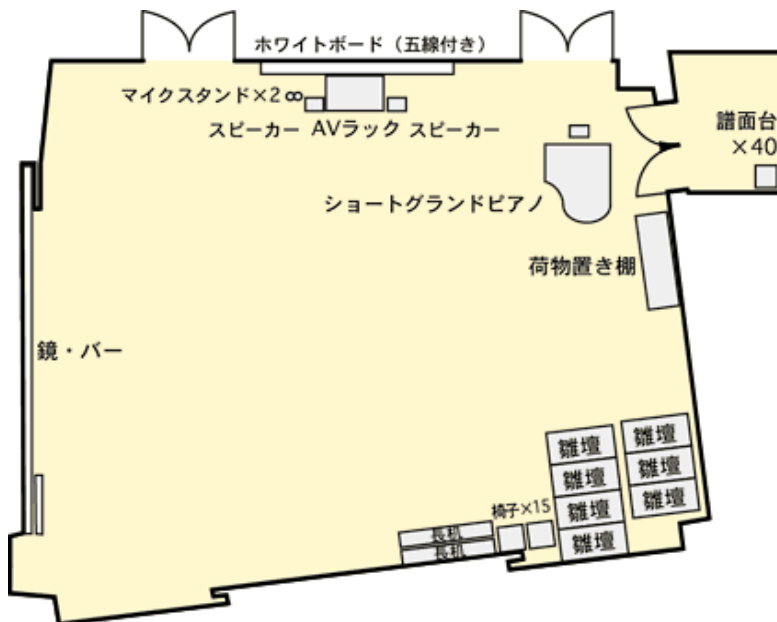 ホワイトボード（五線付き）
マイクスタンド×2
スピーカー AVラック スピーカー
譜面台
×40
ショートグランドピアノ
荷物置き棚
鏡・バー
雛壇
雛壇
雛壇
雛壇
雛壇
雛壇
雛壇
椅子×15
長机
長机